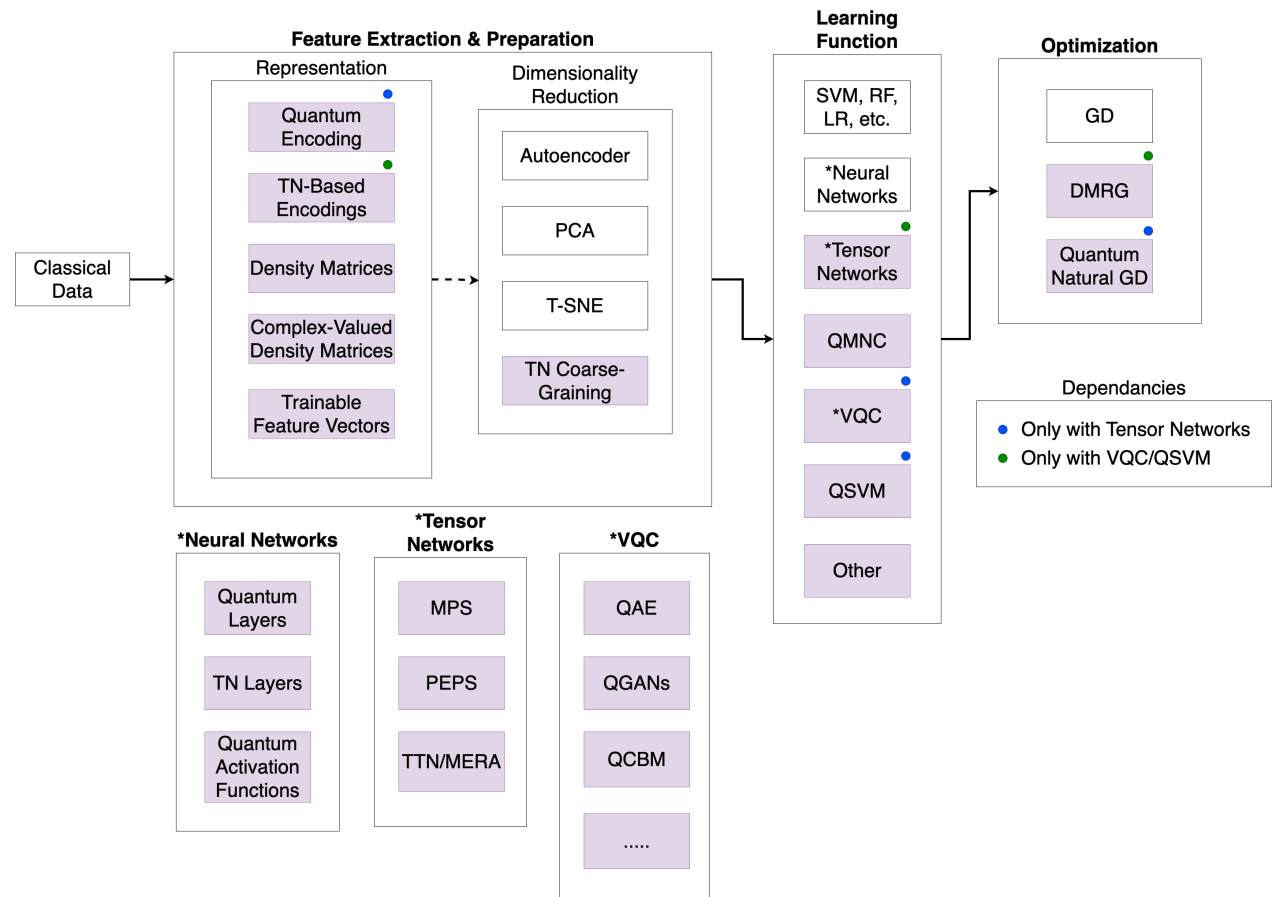 Feature Extraction & Preparation
Representation
Quantum
Encoding
TN-Based
Encodings
Density Matrices
Complex-Valued
Density Matrices
Trainable
Feature Vectors
Dimensionality
Reduction
Autoencoder
PCA
T-SNE
TN Coarse-
Graining
Classical
Data
Learning
Function
SVM, RF,
LR, etc.
*Neural
Networks
*Tensor
Networks
QMNC
*VQC
QSVM
Other
Optimization
GD
DMRG
Quantum
Natural GD
Dependancies
Only with Tensor Networks
Only with VQC/QSVM
*Neural Networks
Quantum
Layers
TN Layers
Quantum
Activation
Functions
*Tensor
Networks
MPS
PEPS
TTN/MERA
*VQC
QAE
QGANs
QCBM
.....